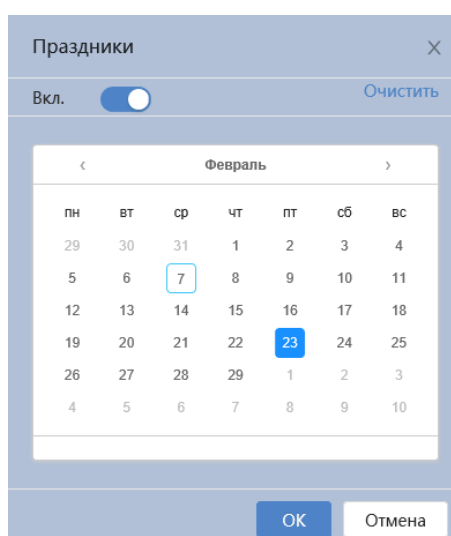 Праздники X
Вкл. Очистить
‹ Февраль ›
пн вт ср чт пт сб вс
29 30 31 1 2 3 4
5 6 7 8 9 10 11
12 13 14 15 16 17 18
19 20 21 22 23 24 25
26 27 28 29 1 2 3
4 5 6 7 8 9 10
ОК Отмена